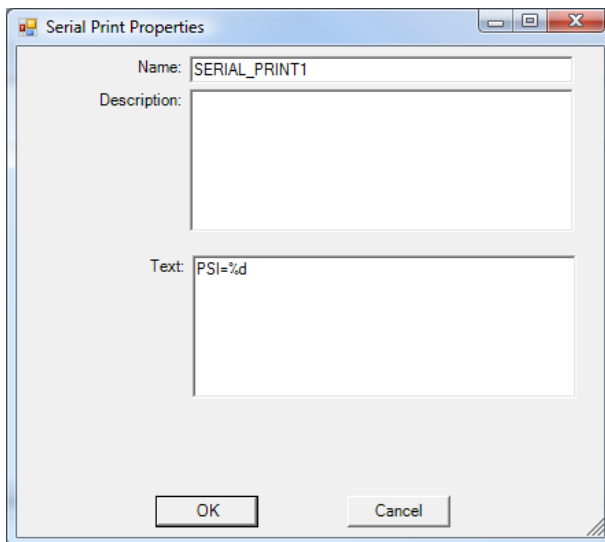 Serial Print Properties
Name: SERIAL_PRINT1
Description:
Text: PSI=%d
OK Cancel